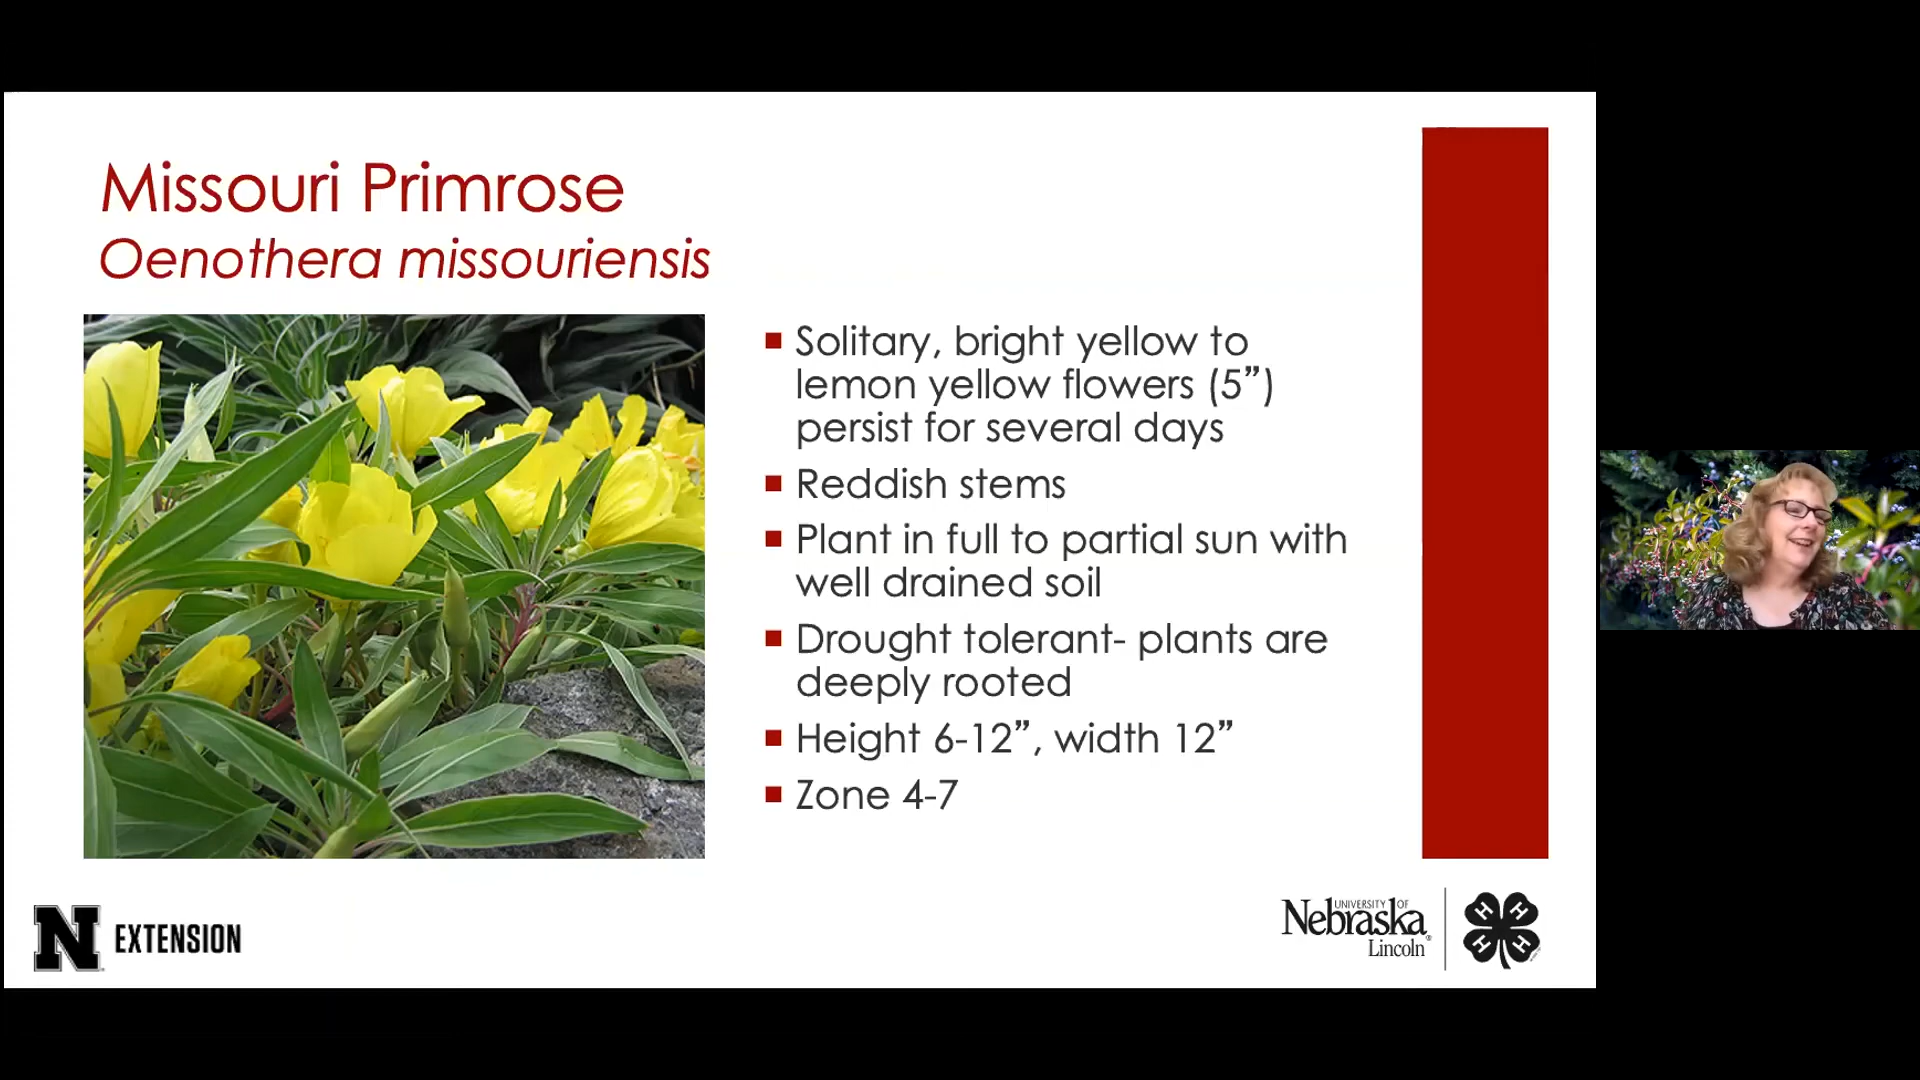 Missouri Primrose
Oenothera missouriensis
▪ Solitary, bright yellow to
lemon yellow flowers (5”)
persist for several days
▪ Reddish stems
▪ Plant in full to partial sun with
well drained soil
▪ Drought tolerant- plants are
deeply rooted
▪ Height 6-12”, width 12”
▪ Zone 4-7
N EXTENSION
UNIVERSITY OF
Nebraska®
Lincoln
H H
H H